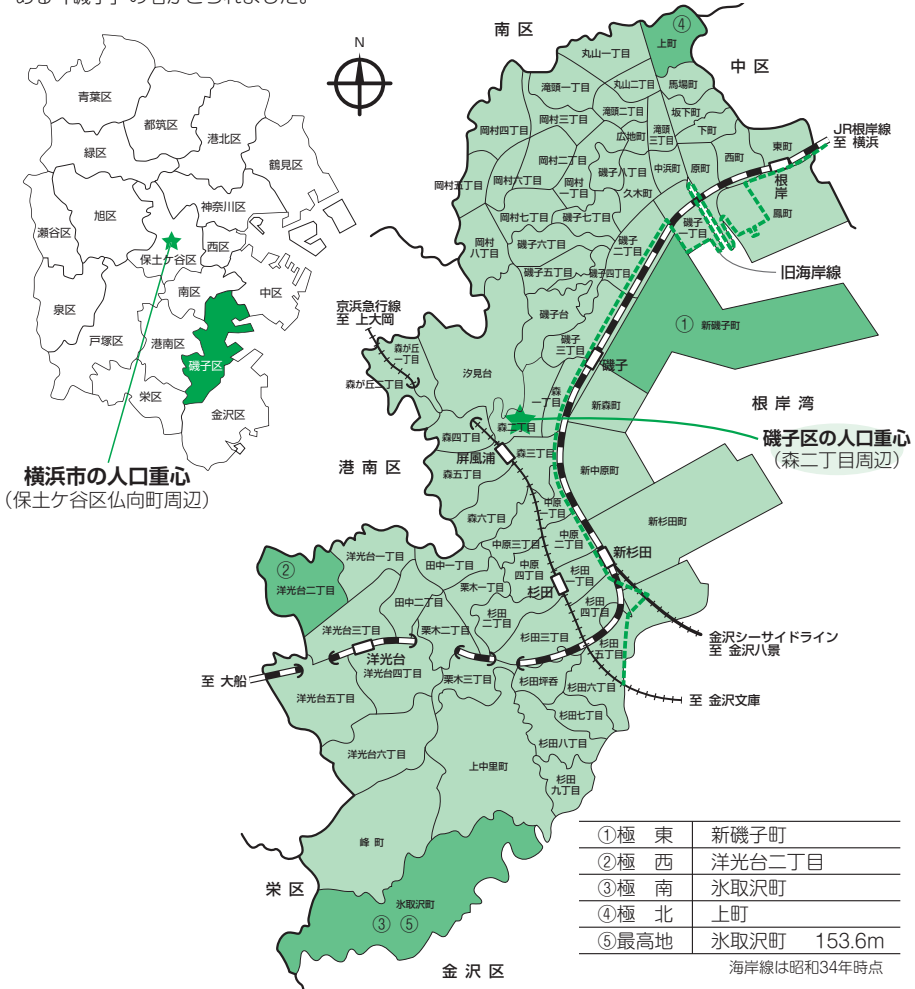 ある「磯子」の名がとられました。
青葉区
都筑区
港北区
緑区
鶴見区
旭区
神奈川区
瀬谷区
西区
保土ケ谷区
南区
中区
泉区
戸塚区
港南区
磯子区
栄区
金沢区
横浜市の人口重心
(保土ケ谷区仏向町周辺)
N
南区
中区
④
上町
丸山一丁目
丸山二丁目
馬場町
滝頭一丁目
滝頭二丁目
坂下町
岡村四丁目
岡村三丁目
広地町
滝頭
三丁目
下町
JR根岸線
至 横浜
東町
西町
原町
中浜町
根岸
岡村二丁目
磯子八丁目
岡村五丁目
岡村六丁目
岡村
一丁目
久木町
鳳町
岡村七丁目
磯子七丁目
磯子
一丁目
岡村
八丁目
磯子六丁目
磯子
二丁目
旧海岸線
磯子五丁目
磯子四丁目
京浜急行線
至 上大岡
磯子台
① 新磯子町
磯子
三丁目
森が丘
一丁目
森が丘二丁目
汐見台
磯子
森
一丁目
新森町
根岸湾
森二丁目
磯子区の人口重心
(森二丁目周辺)
森四丁目
屏風浦
森三丁目
港南区
森五丁目
新中原町
森六丁目
中原
一丁目
新杉田町
中原三丁目
中原
二丁目
新杉田
②
洋光台二丁目
洋光台一丁目
田中一丁目
栗木一丁目
中原
四丁目
杉田
杉田
一丁目
田中二丁目
杉田
二丁目
杉田
四丁目
洋光台三丁目
栗木二丁目
杉田三丁目
杉田
五丁目
金沢シーサイドライン
至 金沢八景
洋光台
洋光台四丁目
至 大船
栗木三丁目
杉田坪呑
杉田六丁目
至 金沢文庫
洋光台五丁目
杉田七丁目
洋光台六丁目
杉田八丁目
上中里町
杉田
九丁目
峰町
栄区
氷取沢町
③ ⑤
金沢区
①極 東 新磯子町
②極 西 洋光台二丁目
③極 南 氷取沢町
④極 北 上町
⑤最高地 氷取沢町 153.6m
海岸線は昭和34年時点